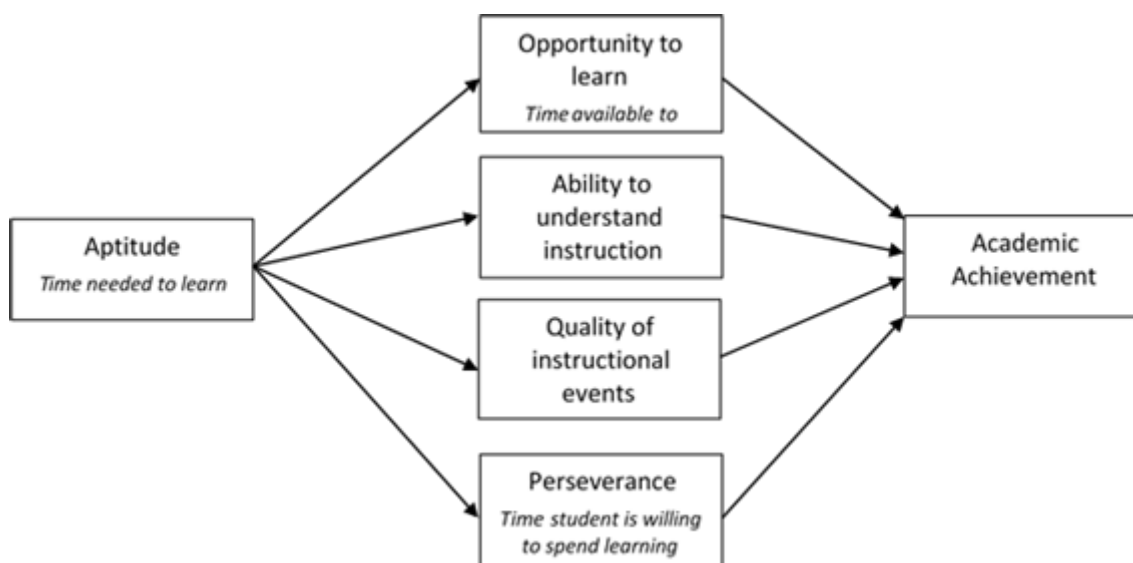 Aptitude
Time needed to learn
Opportunity to
learn
Time available to
Ability to
understand
instruction
Quality of
instructional
events
Perseverance
Time student is willing
to spend learning
Academic
Achievement